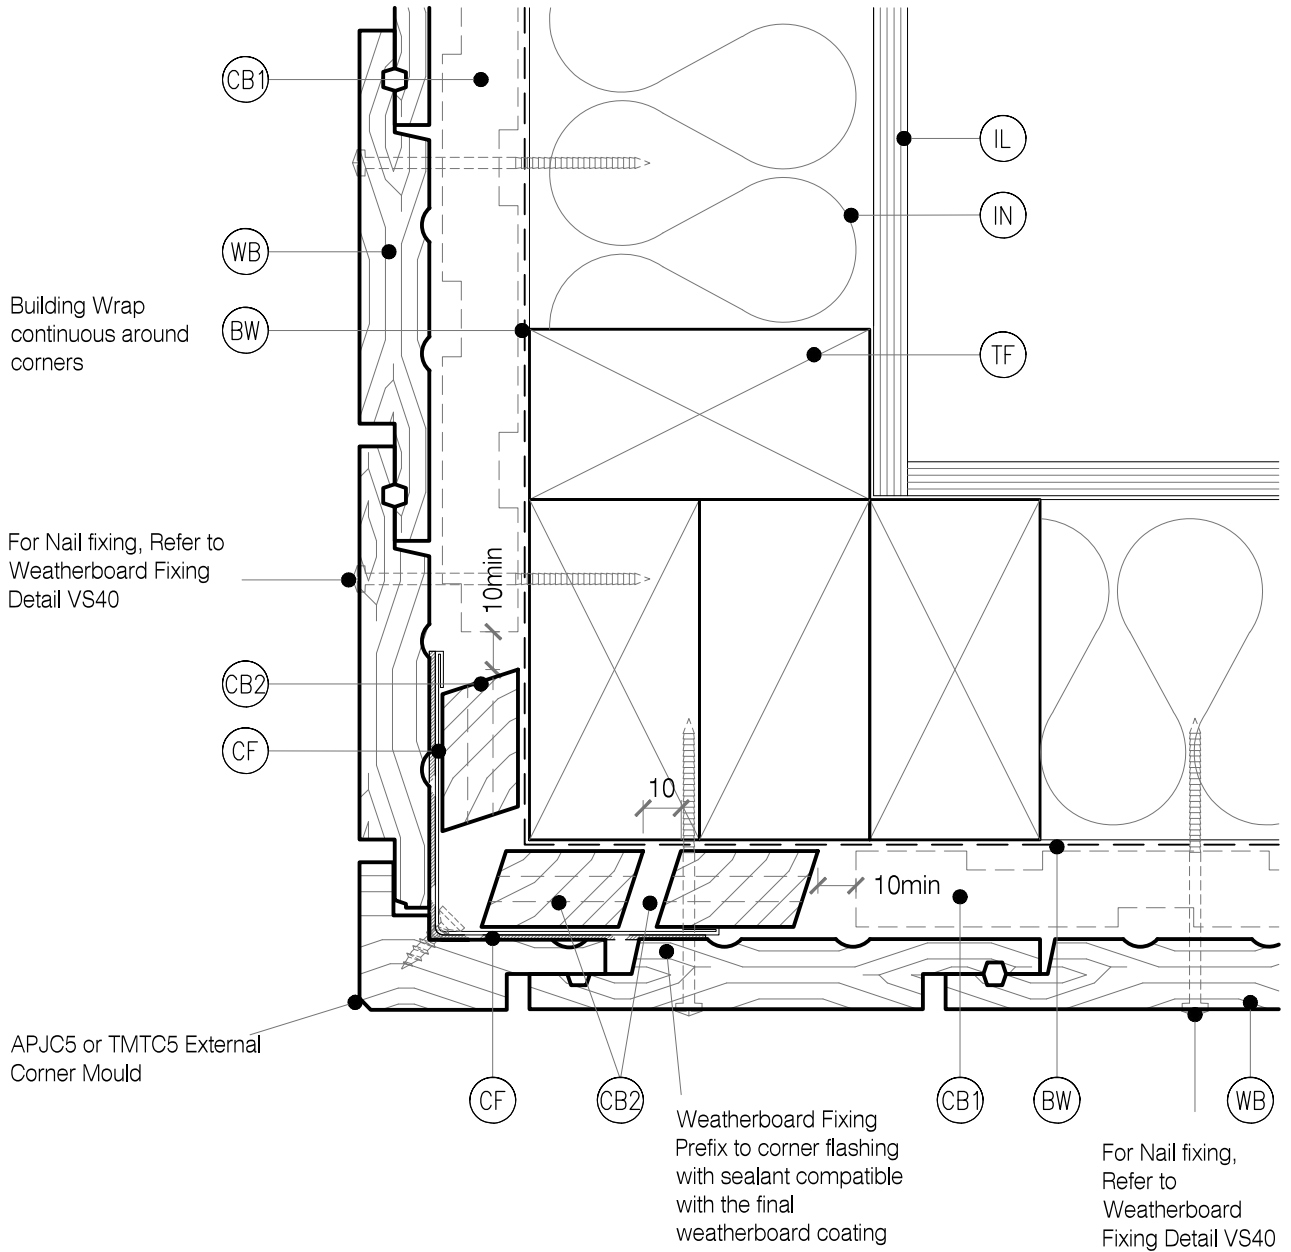 CB1
IL
IN
WB
Building Wrap
continuous around
corners
BW
TF
For Nail fixing, Refer to
Weatherboard Fixing
Detail VS40
10min
CB2
CF
10
10min
APJC5 or TMTC5 External
Corner Mould
CF
CB2
CB1
BW
WB
Weatherboard Fixing
Prefix to corner flashing
with sealant compatible
with the final
weatherboard coating
For Nail fixing,
Refer to
Weatherboard
Fixing Detail VS40